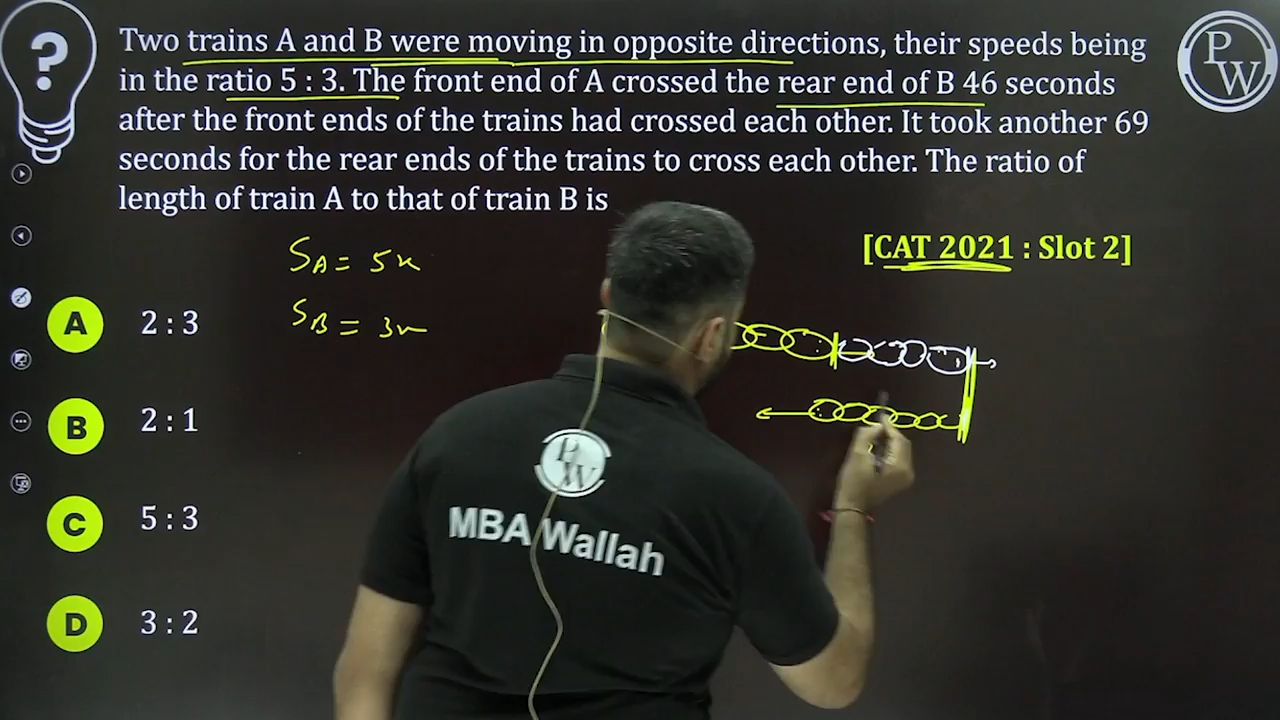 Two trains A and B were moving in opposite directions, their speeds being
in the ratio 5 : 3. The front end of A crossed the rear end of B 46 seconds
after the front ends of the trains had crossed each other. It took another 69
seconds for the rear ends of the trains to cross each other. The ratio of
length of train A to that of train B is
?
PW
[CAT 2021 : Slot 2]
S_A = 5x
S_B = 3x
A 2 : 3
B 2 : 1
C 5 : 3
D 3 : 2
PW
MBA Wallah